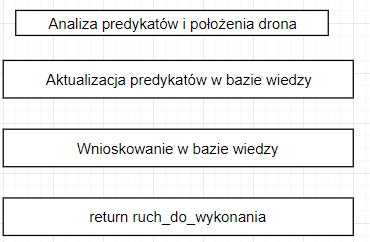 Analiza predykatów i położenia drona
Aktualizacja predykatów w bazie wiedzy
Wnioskowanie w bazie wiedzy
return ruch_do_wykonania